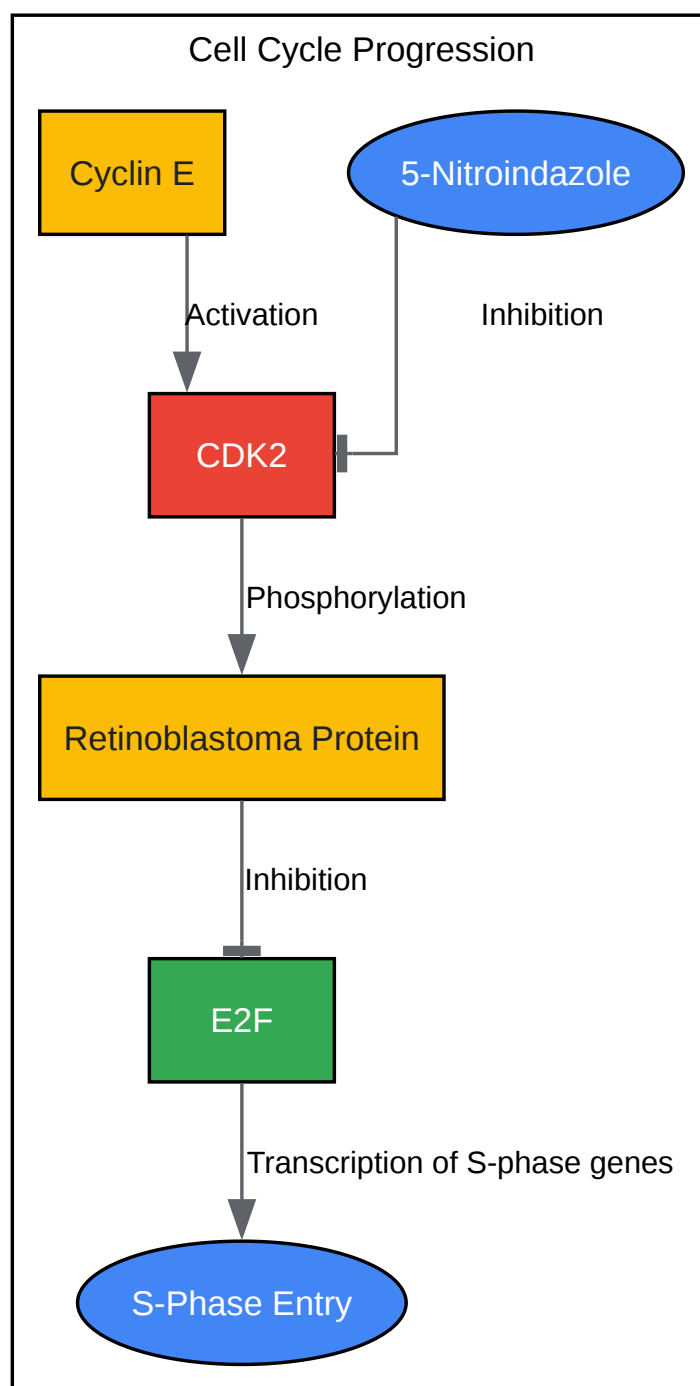 Cell Cycle Progression
Cyclin E
5-Nitroindazole
Activation
Inhibition
CDK2
Phosphorylation
Retinoblastoma Protein
Inhibition
E2F
Transcription of S-phase genes
S-Phase Entry